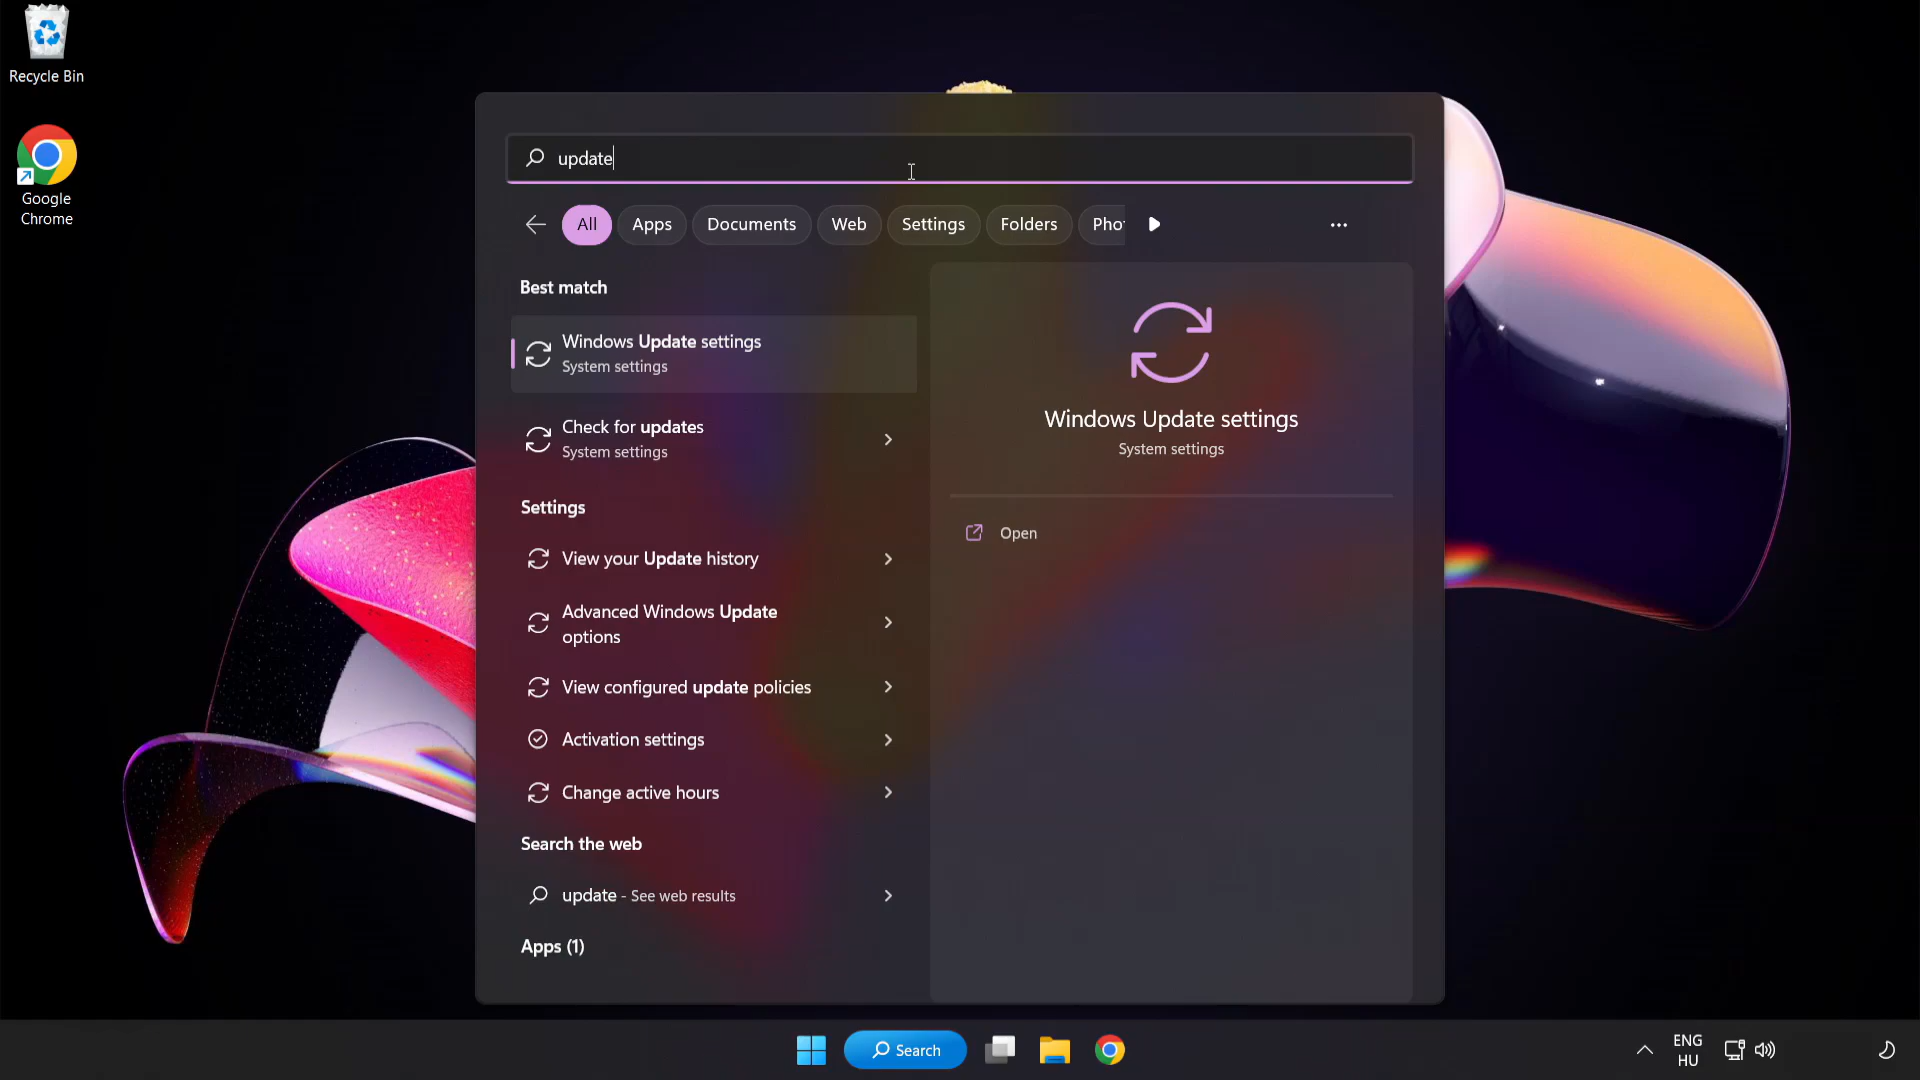 Recycle Bin
Google
Chrome
update
All
Apps
Documents
Web
Settings
Folders
Pho
Best match
Windows Update settings
System settings
Check for updates
System settings
Settings
View your Update history
Advanced Windows Update
options
View configured update policies
Activation settings
Change active hours
Search the web
update - See web results
Apps (1)
Windows Update settings
System settings
Open
Search
ENG
HU